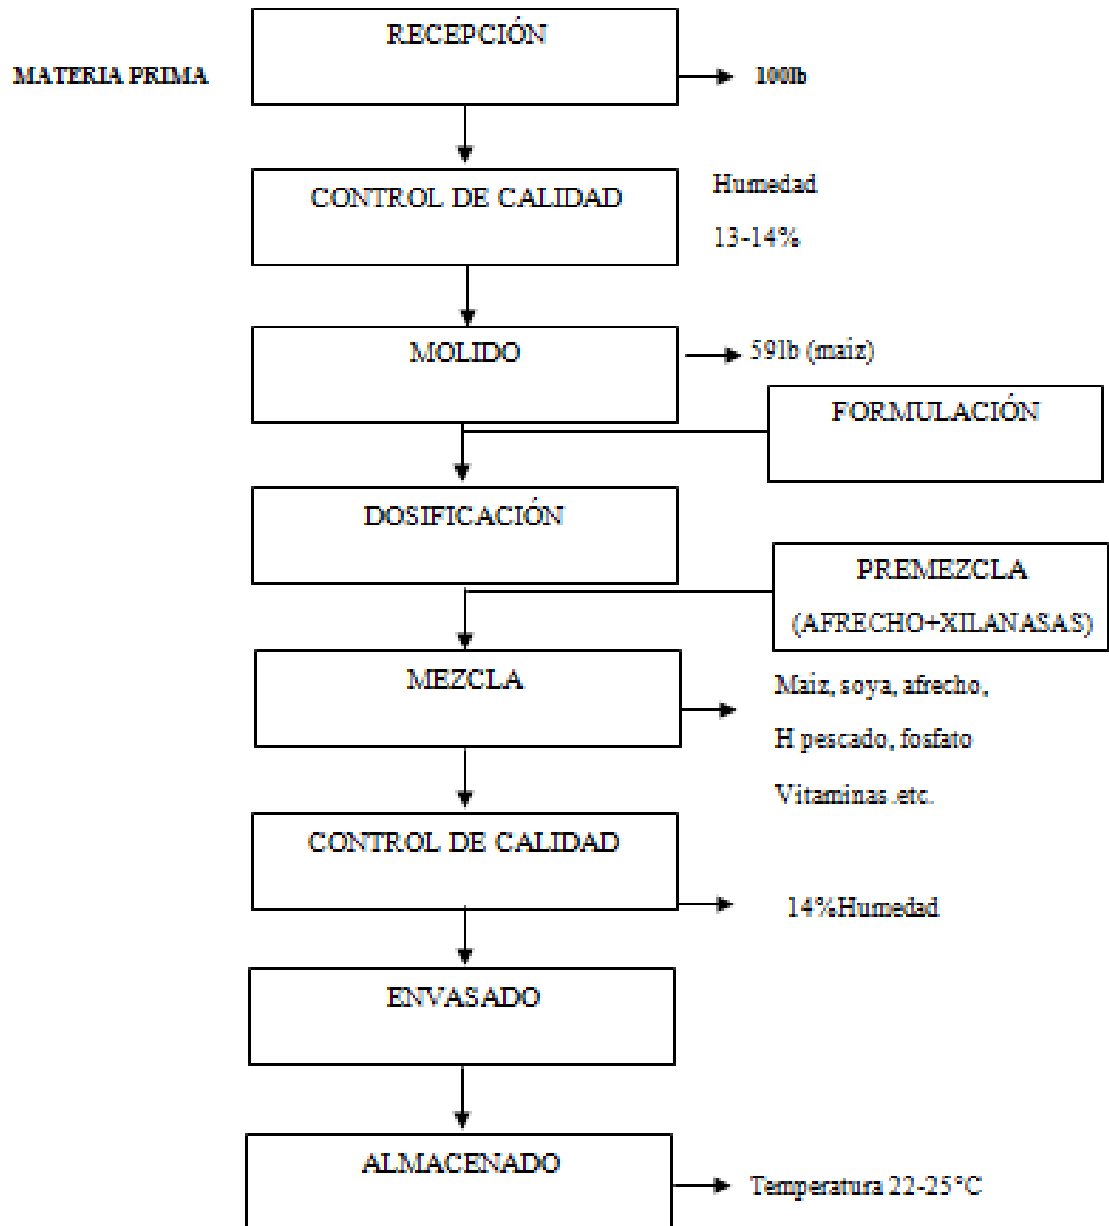 RECEPCIÓN
MATERIA PRIMA
100lb
CONTROL DE CALIDAD
Humedad
13-14%
MOLIDO
59lb (maiz)
FORMULACIÓN
DOSIFICACIÓN
PREMEZCLA
(AFRECHO+XILANASAS)
MEZCLA
Maiz, soya, afrecho,
H pescado, fosfato
Vitaminas .etc.
CONTROL DE CALIDAD
14%Humedad
ENVASADO
ALMACENADO
Temperatura 22-25°C